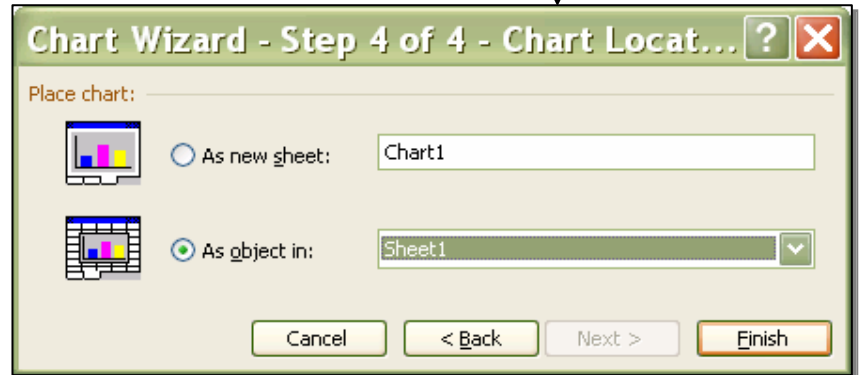 Chart Wizard - Step 4 of 4 - Chart Locat... ?
Place chart:
As new sheet: Chart1
As object in: Sheet1
Cancel < Back Next > Finish